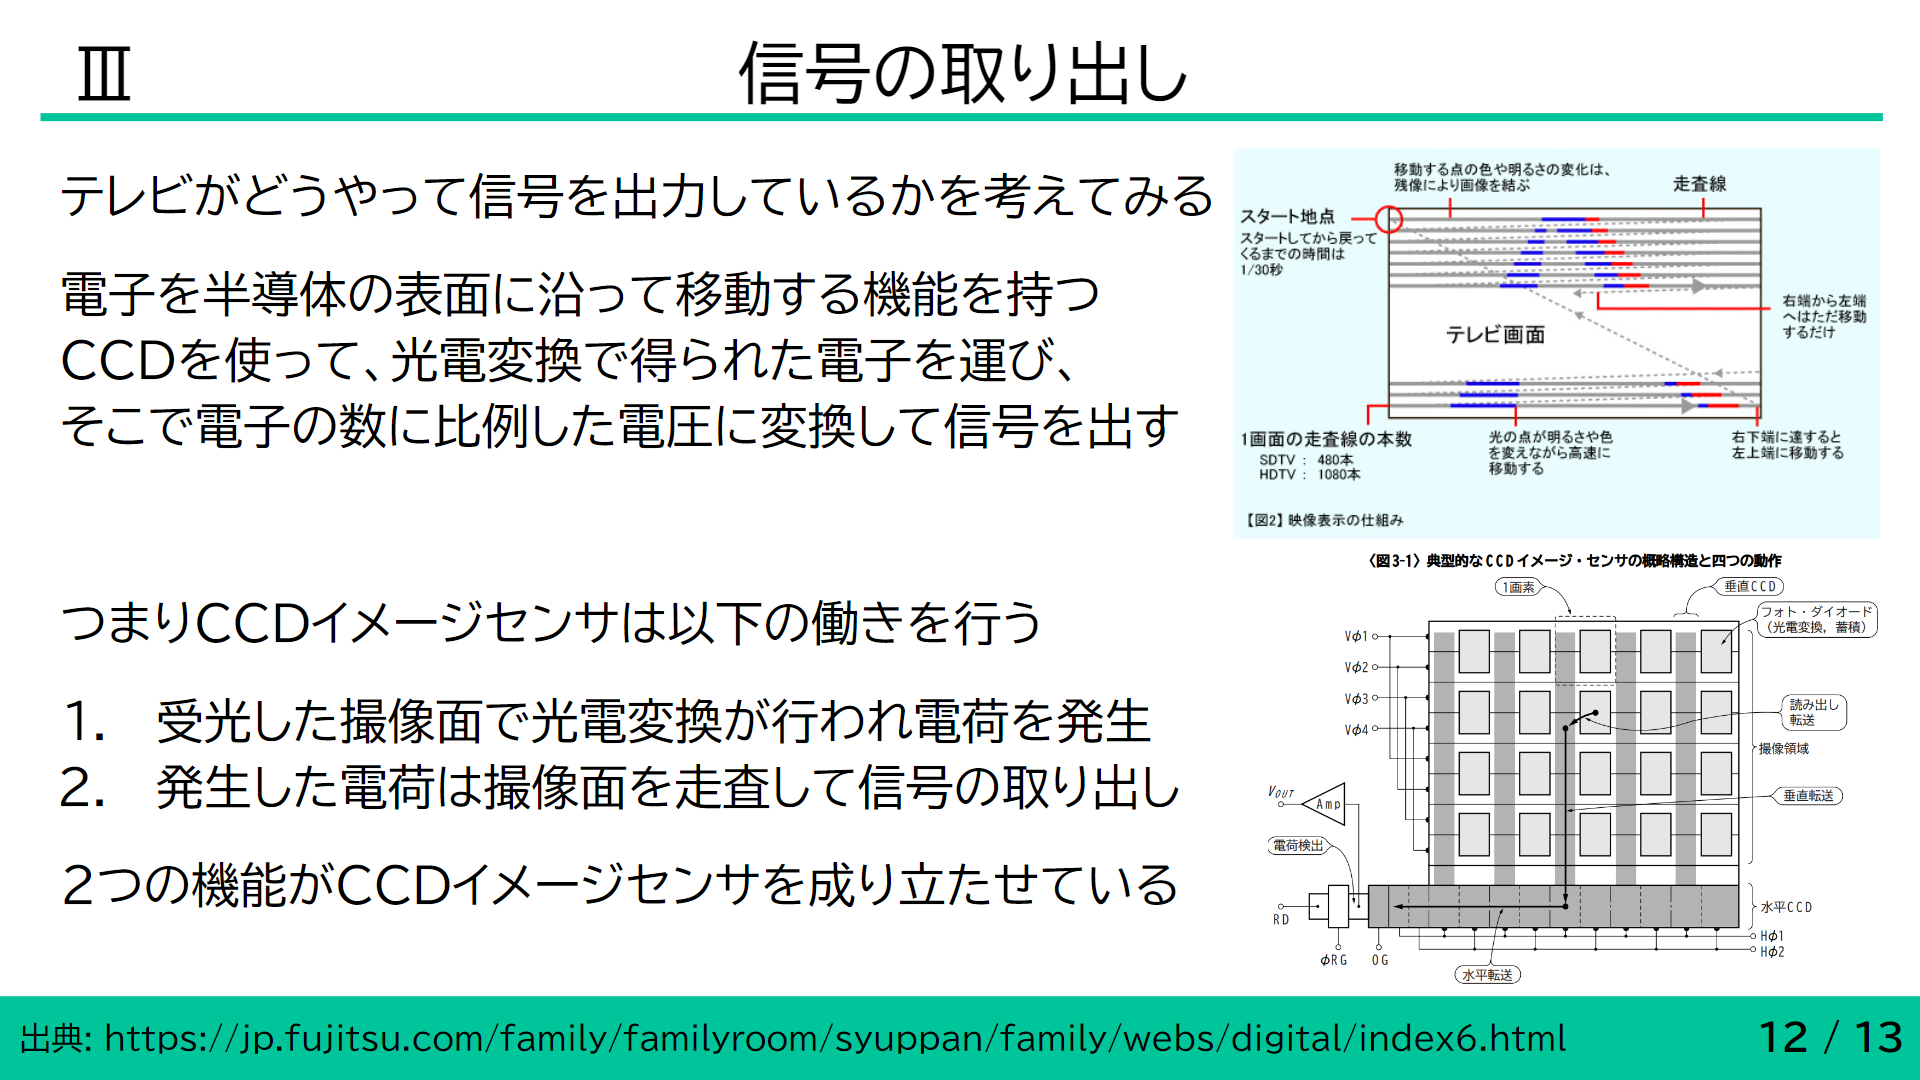 Ⅲ
信号の取り出し
テレビがどうやって信号を出力しているかを考えてみる
電子を半導体の表面に沿って移動する機能を持つ
CCDを使って、光電変換で得られた電子を運び、
そこで電子の数に比例した電圧に変換して信号を出す
つまりCCDイメージセンサは以下の働きを行う
1. 受光した撮像面で光電変換が行われ電荷を発生
2. 発生した電荷は撮像面を走査して信号の取り出し
2つの機能がCCDイメージセンサを成り立たせている
移動する点の色や明るさの変化は、
残像により画像を結ぶ
走査線
スタート地点
スタートしてから戻って
くるまでの時間は
1/30秒
右端から左端
へはただ移動
するだけ
テレビ画面
1画面の走査線の本数
SDTV : 480本
HDTV : 1080本
光の点が明るさや色
を変えながら高速に
移動する
右下端に達すると
左上端に移動する
【図2】映像表示の仕組み
〈図3-1〉典型的なCCDイメージ・センサの概略構造と四つの動作
1画素
垂直CCD
フォト・ダイオード
(光電変換，蓄積)
Vφ1
Vφ2
Vφ3
Vφ4
読み出し
転送
撮像領域
垂直転送
VOUT
Amp
電荷検出
RD
φRG
OG
水平CCD
Hφ1
Hφ2
水平転送
出典: https://jp.fujitsu.com/family/familyroom/syuppan/family/webs/digital/index6.html
12 / 13